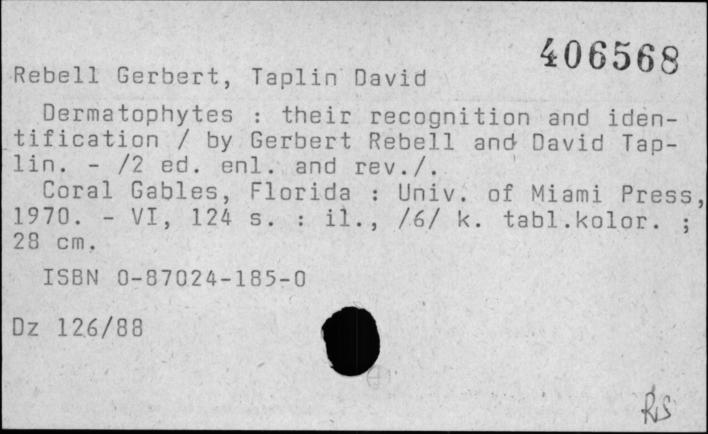 406568
Rebell Gerbert, Taplin David
Dermatophytes : their recognition and iden-
tification / by Gerbert Rebell and David Tap-
lin. - /2 ed. enl. and rev./.
Coral Gables, Florida : Univ. of Miami Press,
1970. - VI, 124 s. : il., /6/ k. tabl.kolor. ;
28 cm.
ISBN 0-87024-185-0
Dz 126/88